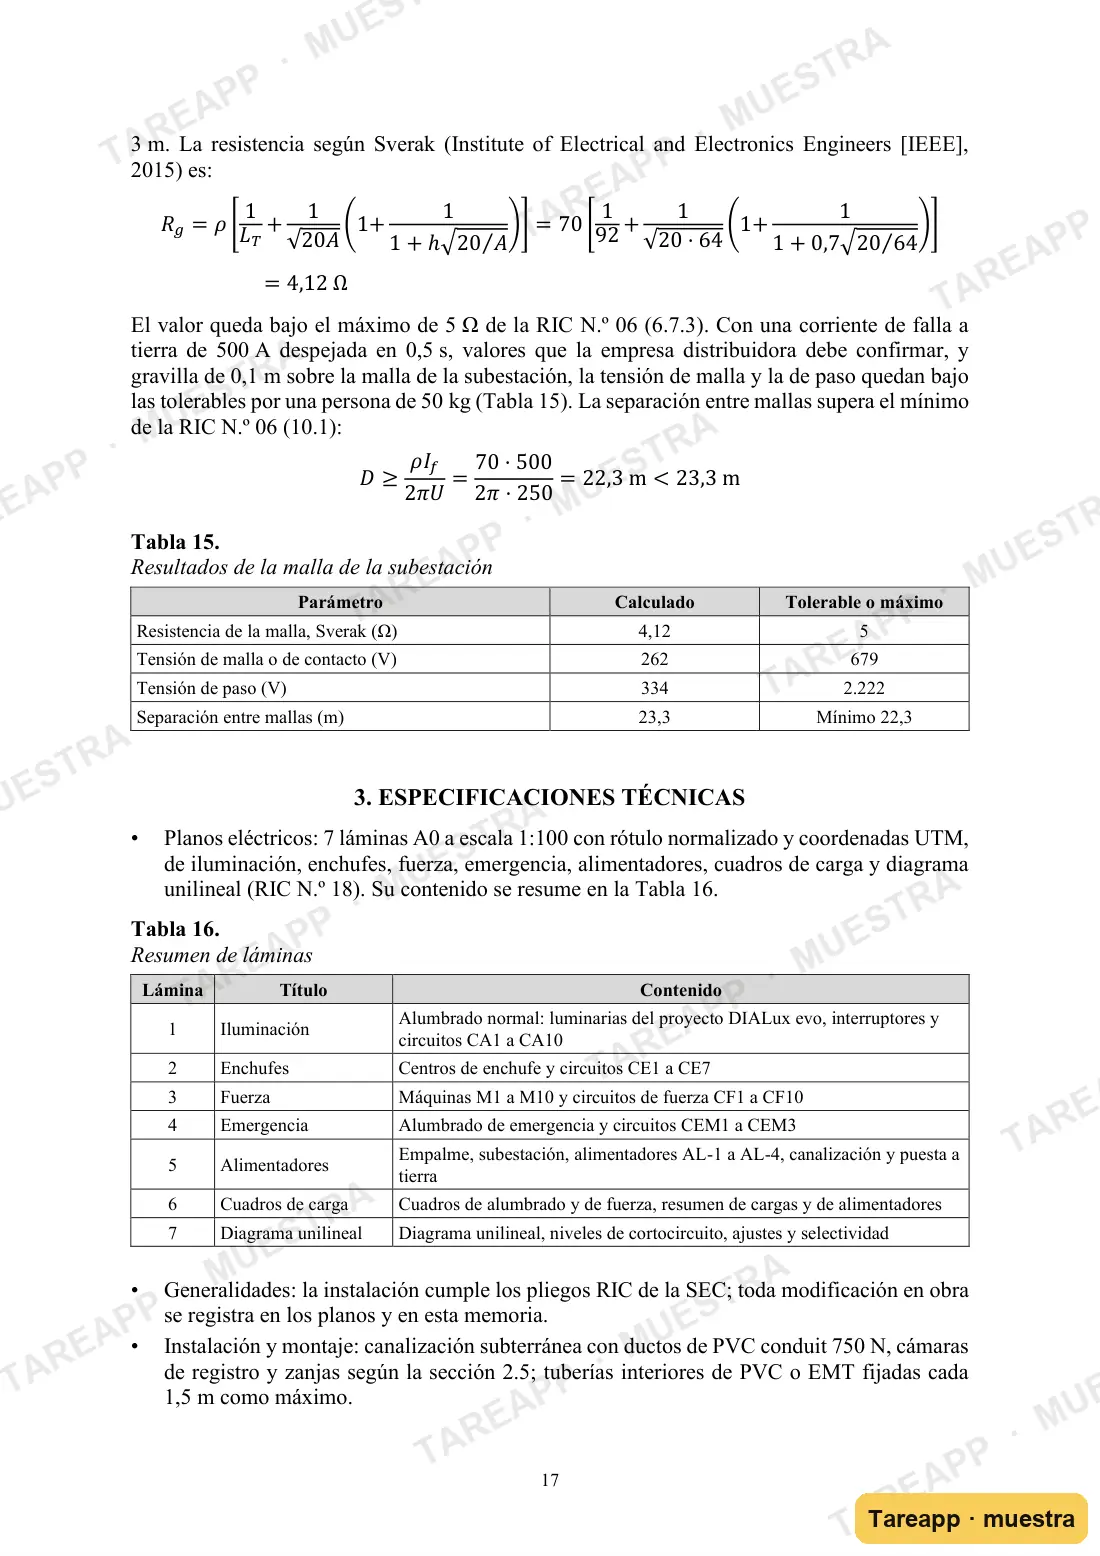 3 m. La resistencia según Sverak (Institute of Electrical and Electronics Engineers [IEEE],
2015) es:
R_g = ρ [1/L_T + 1/√20A (1+ 1/(1 + h√20/A))] = 70 [1/92 + 1/√20 · 64 (1+ 1/(1 + 0,7√20/64))]
= 4,12 Ω
El valor queda bajo el máximo de 5 Ω de la RIC N.º 06 (6.7.3). Con una corriente de falla a
tierra de 500 A despejada en 0,5 s, valores que la empresa distribuidora debe confirmar, y
gravilla de 0,1 m sobre la malla de la subestación, la tensión de malla y la de paso quedan bajo
las tolerables por una persona de 50 kg (Tabla 15). La separación entre mallas supera el mínimo
de la RIC N.º 06 (10.1):
D ≥ ρI_f/2πU = 70 · 500/2π · 250 = 22,3 m < 23,3 m
Tabla 15.
Resultados de la malla de la subestación
Parámetro Calculado Tolerable o máximo
Resistencia de la malla, Sverak (Ω) 4,12 5
Tensión de malla o de contacto (V) 262 679
Tensión de paso (V) 334 2.222
Separación entre mallas (m) 23,3 Mínimo 22,3
3. ESPECIFICACIONES TÉCNICAS
• Planos eléctricos: 7 láminas A0 a escala 1:100 con rótulo normalizado y coordenadas UTM,
de iluminación, enchufes, fuerza, emergencia, alimentadores, cuadros de carga y diagrama
unilineal (RIC N.º 18). Su contenido se resume en la Tabla 16.
Tabla 16.
Resumen de láminas
Lámina Título Contenido
1 Iluminación Alumbrado normal: luminarias del proyecto DIALux evo, interruptores y
circuitos CA1 a CA10
2 Enchufes Centros de enchufe y circuitos CE1 a CE7
3 Fuerza Máquinas M1 a M10 y circuitos de fuerza CF1 a CF10
4 Emergencia Alumbrado de emergencia y circuitos CEM1 a CEM3
5 Alimentadores Empalme, subestación, alimentadores AL-1 a AL-4, canalización y puesta a
tierra
6 Cuadros de carga Cuadros de alumbrado y de fuerza, resumen de cargas y de alimentadores
7 Diagrama unilineal Diagrama unilineal, niveles de cortocircuito, ajustes y selectividad
• Generalidades: la instalación cumple los pliegos RIC de la SEC; toda modificación en obra
se registra en los planos y en esta memoria.
• Instalación y montaje: canalización subterránea con ductos de PVC conduit 750 N, cámaras
de registro y zanjas según la sección 2.5; tuberías interiores de PVC o EMT fijadas cada
1,5 m como máximo.
17
Tareapp · muestra
TAREAPP · MUESTRA